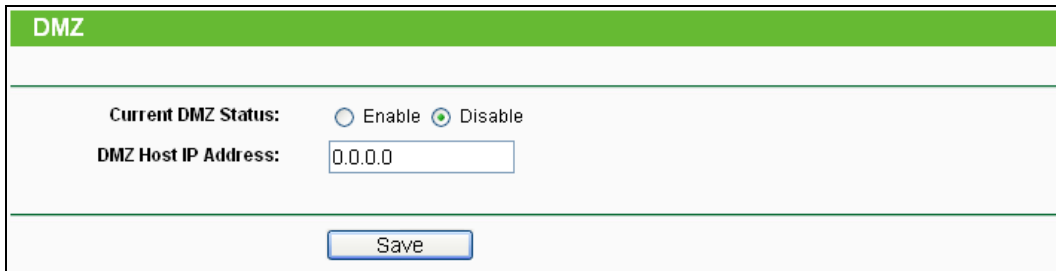 DMZ
Current DMZ Status: Enable Disable
DMZ Host IP Address: 0.0.0.0
Save